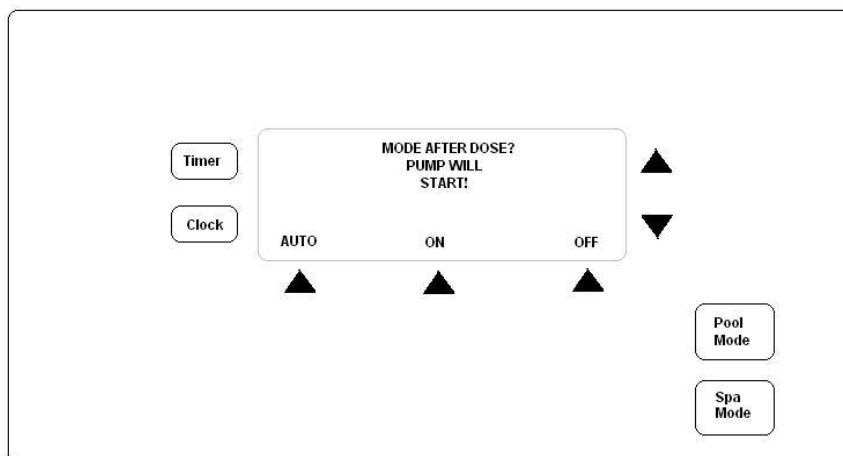 Timer
Clock
MODE AFTER DOSE?
PUMP WILL
START!
AUTO ON OFF
Pool
Mode
Spa
Mode